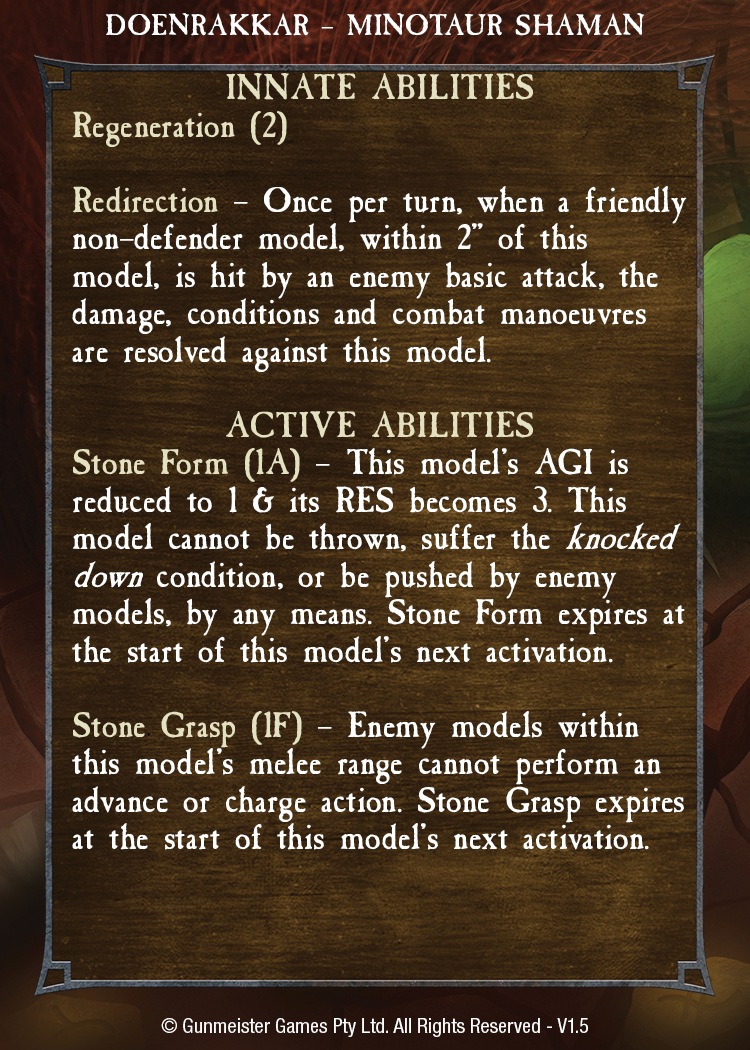 DOENRAKKAR – MINOTAUR SHAMAN
INNATE ABILITIES
Regeneration (2)
Redirection – Once per turn, when a friendly
non-defender model, within 2” of this
model, is hit by an enemy basic attack, the
damage, conditions and combat manoeuvres
are resolved against this model.
ACTIVE ABILITIES
Stone Form (1A) – This model’s AGI is
reduced to 1 & its RES becomes 3. This
model cannot be thrown, suffer the knocked
down condition, or be pushed by enemy
models, by any means. Stone Form expires at
the start of this model’s next activation.
Stone Grasp (1F) – Enemy models within
this model’s melee range cannot perform an
advance or charge action. Stone Grasp expires
at the start of this model’s next activation.
© Gunmeister Games Pty Ltd. All Rights Reserved - V1.5